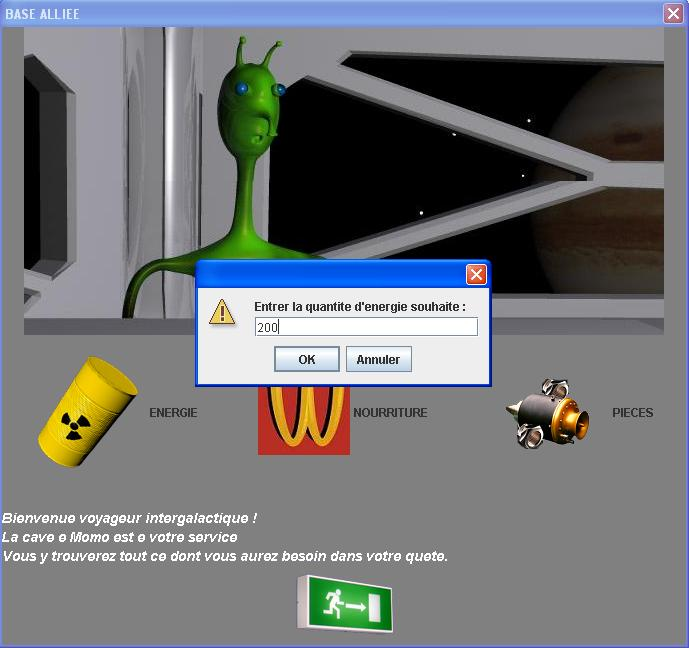 BASE ALLIEE
Entrer la quantite d'energie souhaite :
200
OK
Annuler
ENERGIE
NOURRITURE
PIECES
Bienvenue voyageur intergalactique !
La cave e Momo est e votre service
Vous y trouverez tout ce dont vous aurez besoin dans votre quete.